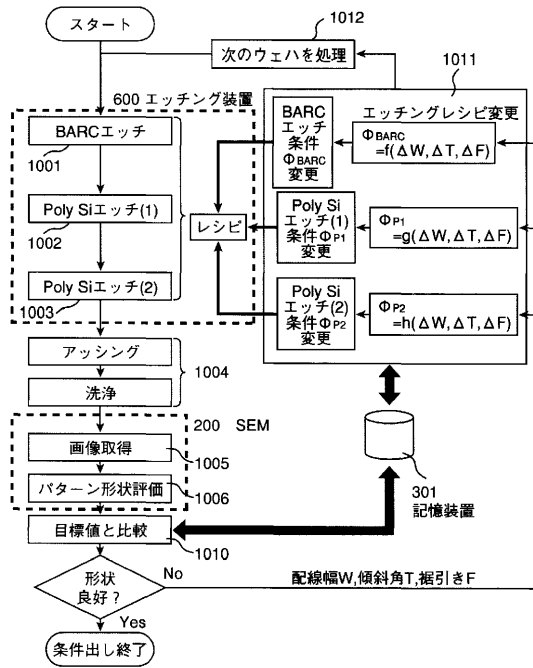 スタート
1012
次のウェハを処理
1011
600 エッチング装置
BARCエッチ
1001
Poly Siエッチ(1)
1002
Poly Siエッチ(2)
1003
レシピ
エッチングレシピ変更
BARC
エッチ
条件
ΦBARC
変更
ΦBARC
=f(ΔW,ΔT,ΔF)
Poly Si
エッチ(1)
条件ΦP1
変更
ΦP1
=g(ΔW,ΔT,ΔF)
Poly Si
エッチ(2)
条件ΦP2
変更
ΦP2
=h(ΔW,ΔT,ΔF)
アッシング
洗浄
1004
200 SEM
画像取得
1005
パターン形状評価
1006
目標値と比較
1010
301
記憶装置
形状
良好?
No
配線幅W,傾斜角T,裾引きF
Yes
条件出し終了